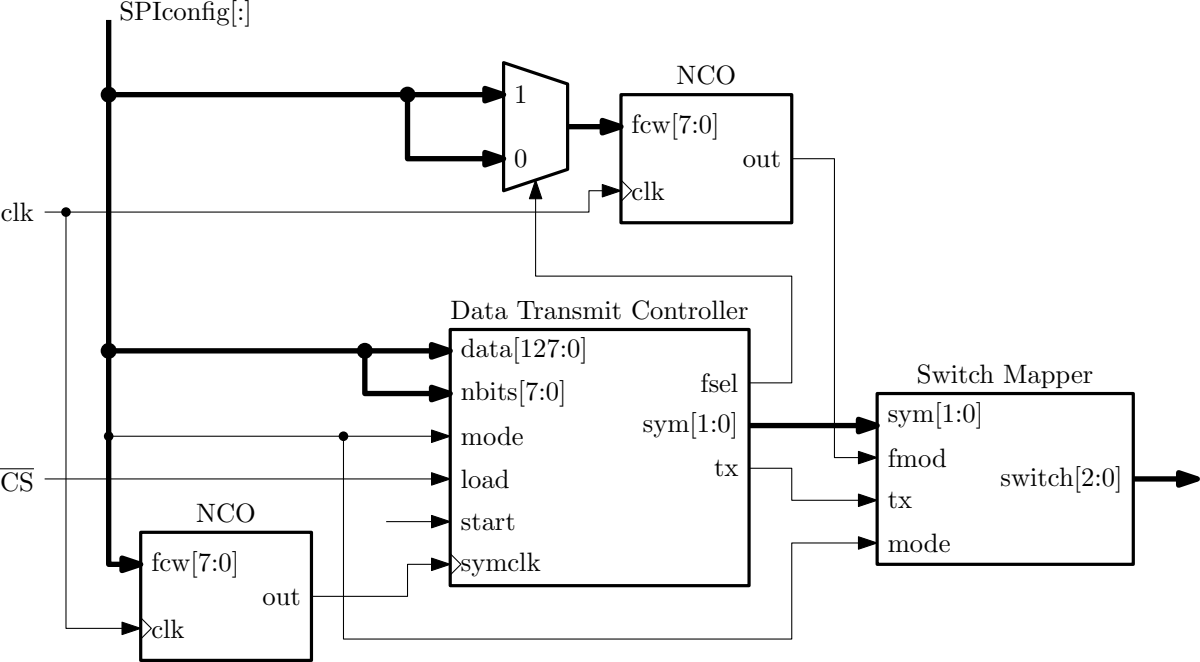 SPIconfig[:]
NCO
1
fcw[7:0]
0
out
clk
clk
Data Transmit Controller
data[127:0]
nbits[7:0]
fsel
sym[1:0]
mode
tx
load
start
symclk
Switch Mapper
sym[1:0]
fmod
switch[2:0]
tx
mode
C̅S̅
NCO
fcw[7:0]
out
clk